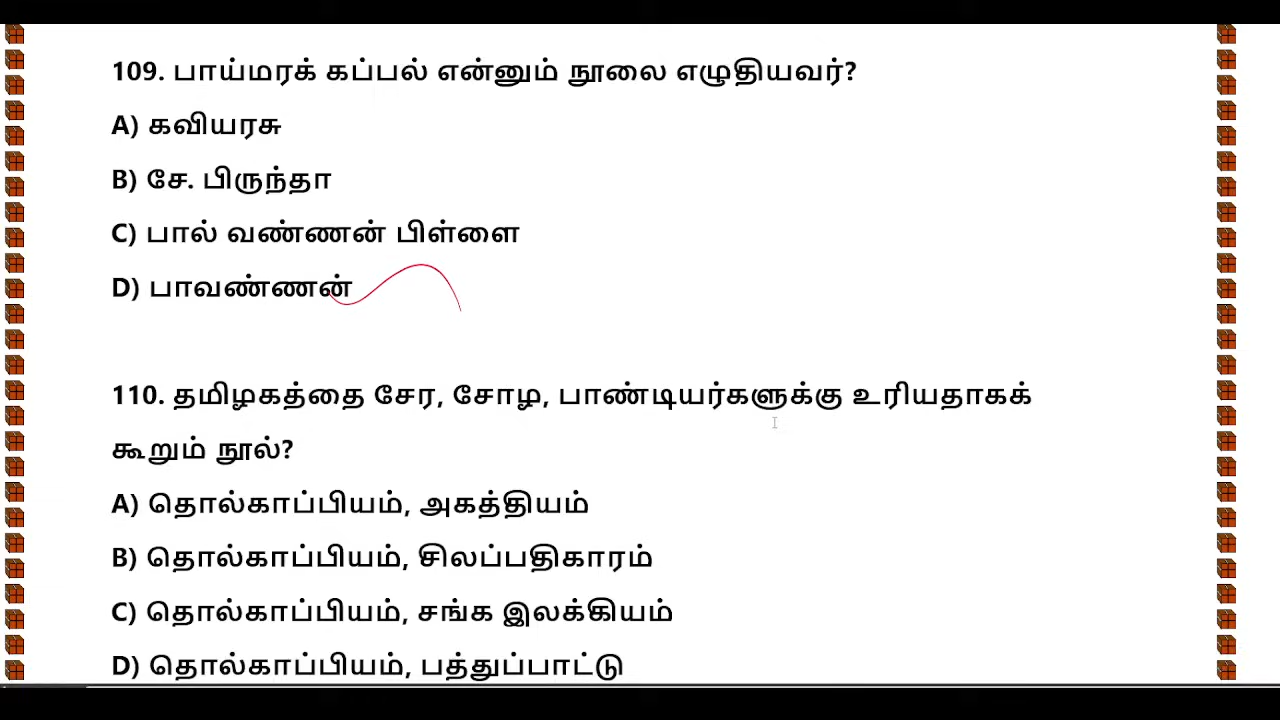 109. பாய்மரக் கப்பல் என்னும் நூலை எழுதியவர்?
A) கவியரசு
B) சே. பிருந்தா
C) பால் வண்ணன் பிள்ளை
D) பாவண்ணன்
110. தமிழகத்தை சேர, சோழ, பாண்டியர்களுக்கு உரியதாகக்
கூறும் நூல்?
A) தொல்காப்பியம், அகத்தியம்
B) தொல்காப்பியம், சிலப்பதிகாரம்
C) தொல்காப்பியம், சங்க இலக்கியம்
D) தொல்காப்பியம், பத்துப்பாட்டு